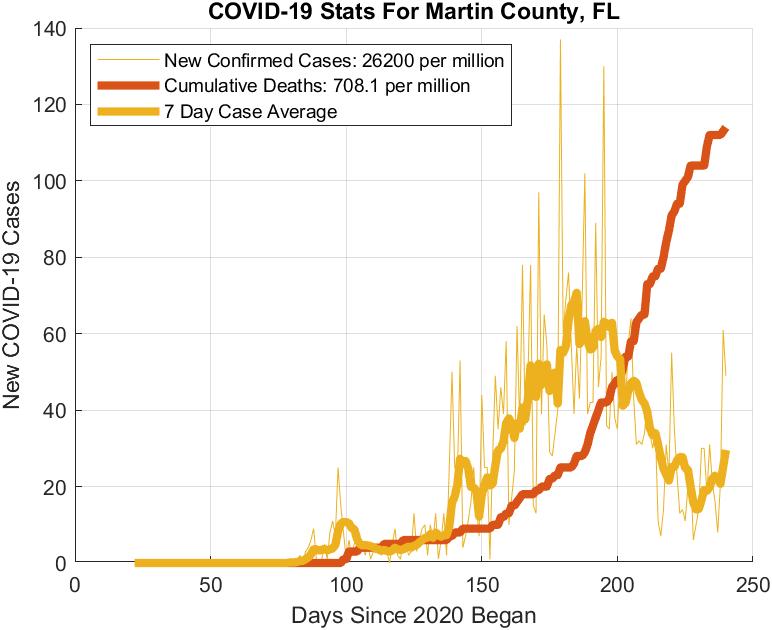 COVID-19 Stats For Martin County, FL
New Confirmed Cases: 26200 per million
Cumulative Deaths: 708.1 per million
7 Day Case Average
New COVID-19 Cases
140
120
100
80
60
40
20
0
0 50 100 150 200 250
Days Since 2020 Began